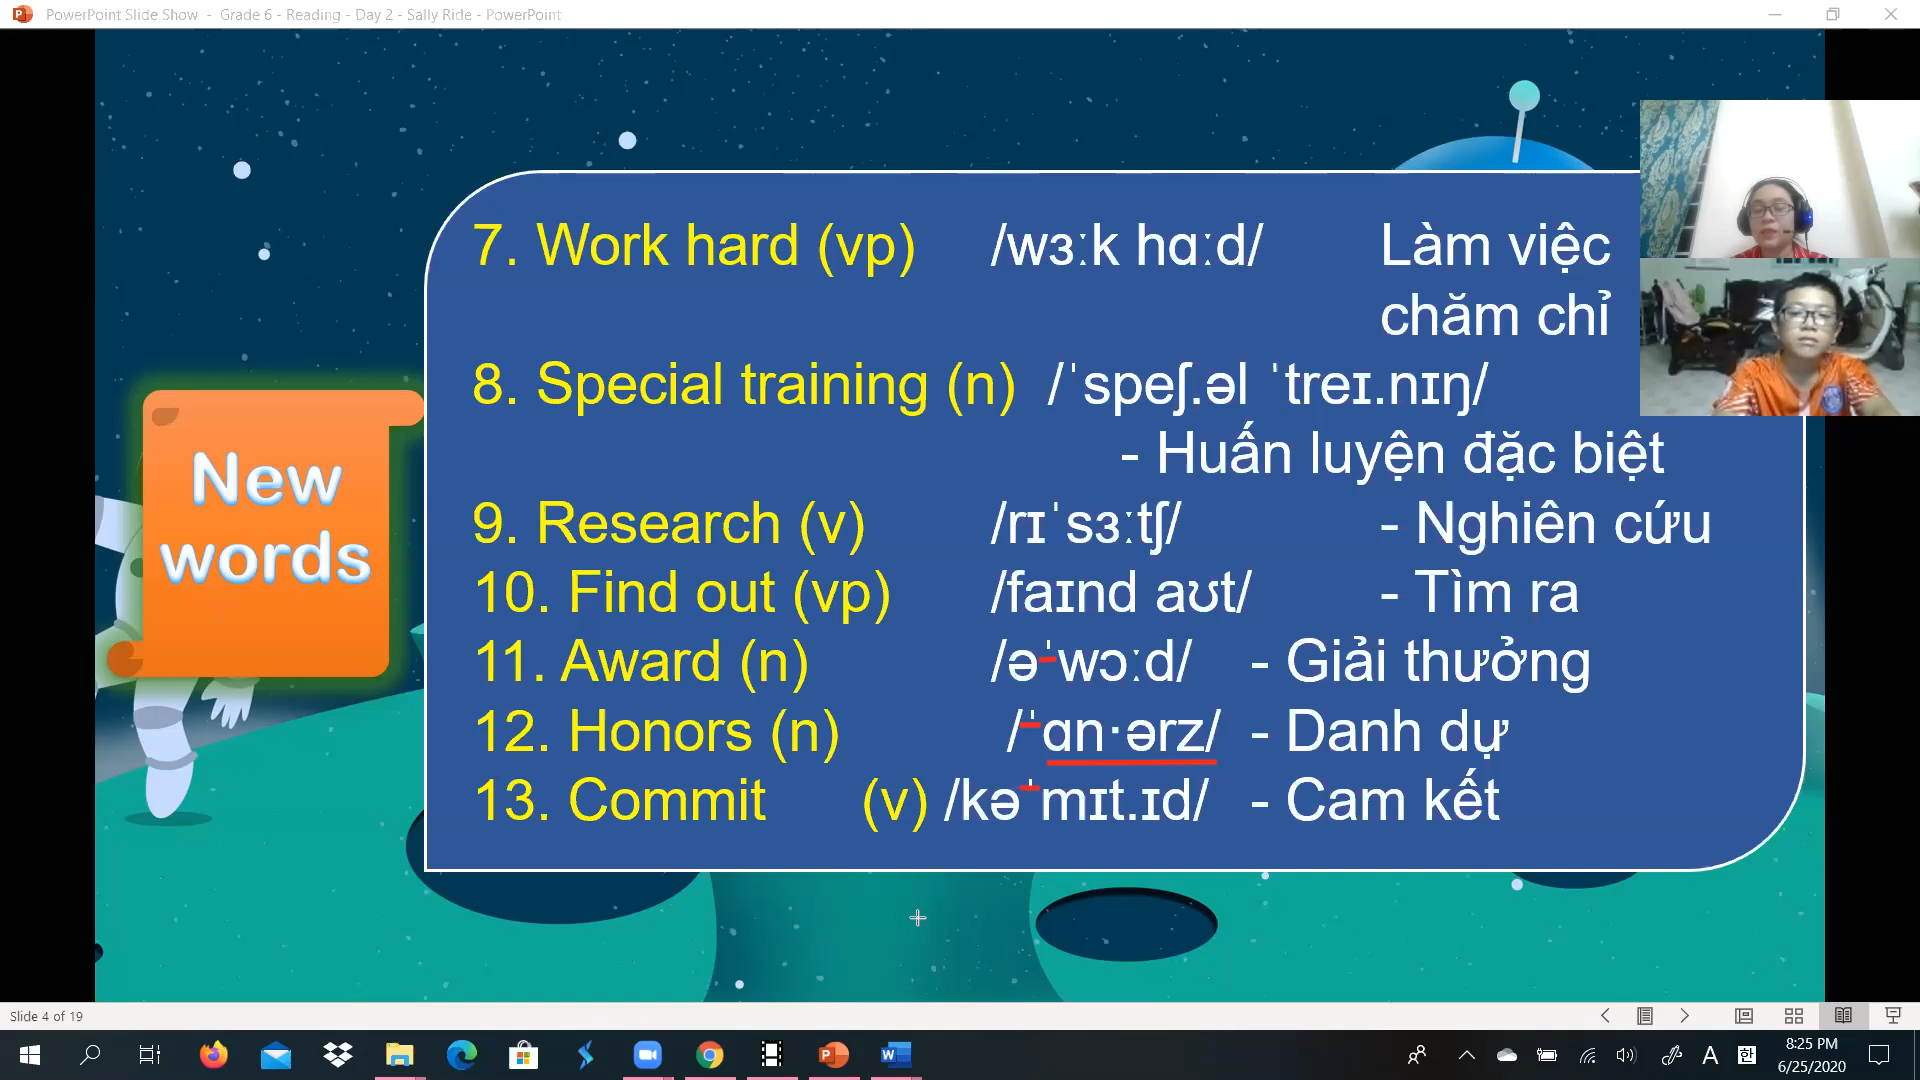 PowerPoint Slide Show - Grade 6 - Reading - Day 2 - Sally Ride - PowerPoint
New
words
7. Work hard (vp) /wɜːk hɑːd/ Làm việc
chăm chỉ
8. Special training (n) /ˈspeʃ.əl ˈtreɪ.nɪŋ/
- Huấn luyện đặc biệt
9. Research (v) /rɪˈsɜːtʃ/ - Nghiên cứu
10. Find out (vp) /faɪnd aʊt/ - Tìm ra
11. Award (n) /əˈwɔːd/ - Giải thưởng
12. Honors (n) /ˈɑn·ərz/ - Danh dự
13. Commit (v) /kəˈmɪt.ɪd/ - Cam kết
Slide 4 of 19
A 한
8:25 PM
6/25/2020